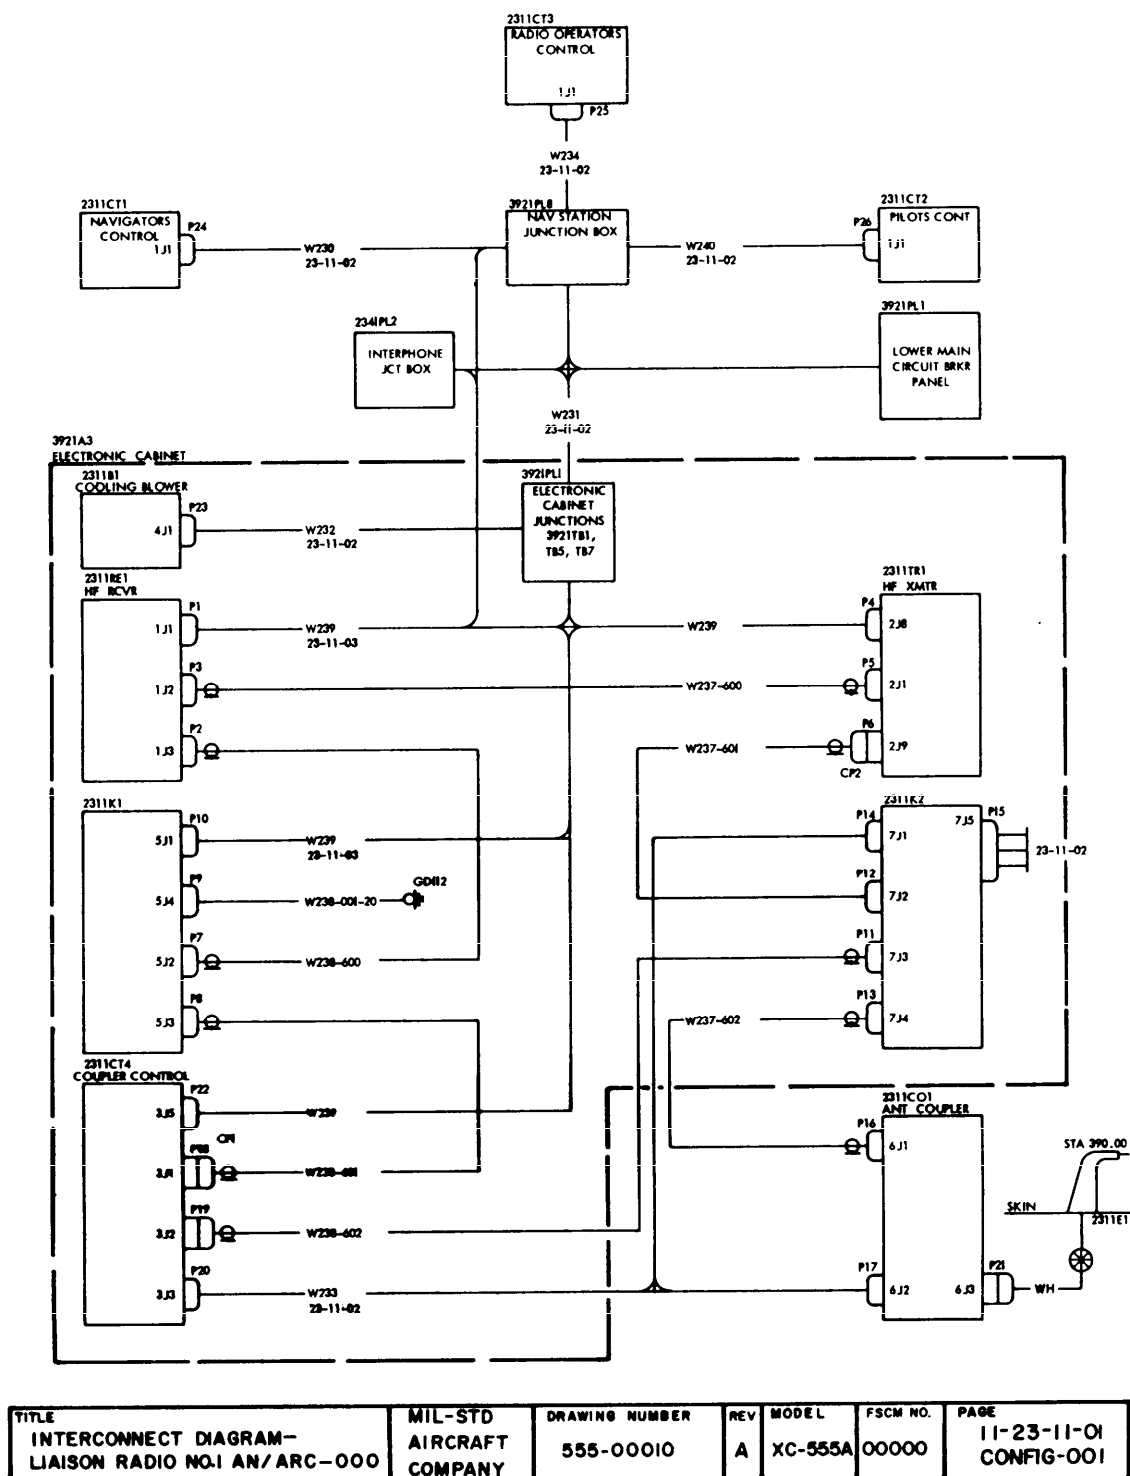 2311CT3
RADIO OPERATORS
CONTROL
1J1
P25
W234
23-11-02
2311CT1
NAVIGATORS
CONTROL
1J1
P24
W230
23-11-02
3921PL8
NAV STATION
JUNCTION BOX
W240
23-11-02
2311CT2
P26
PILOTS CONT
1J1
2341PL2
INTERPHONE
JCT BOX
3921PL1
LOWER MAIN
CIRCUIT BRKR
PANEL
W231
23-11-02
3921A3
ELECTRONIC CABINET
2311B1
COOLING BLOWER
4J1
P23
W232
23-11-02
3921PL1
ELECTRONIC
CABINET
JUNCTIONS
3921TB1,
TB5, TB7
2311RE1
HF RCVR
1J1
P1
W239
23-11-03
1J2
P3
1J3
P2
W239
W237-600
W237-601
2311TR1
HF XMTR
P4
2J8
P5
2J1
P6
2J9
CP2
2311K1
5J1
P10
W239
23-11-03
5J4
P9
W238-001-20
GD112
5J2
P7
W238-600
5J3
P8
2311K2
P14
7J1
7J5
P15
23-11-02
P12
7J2
P11
7J3
P13
7J4
W237-602
2311CT4
COUPLER CONTROL
3J5
P22
W239
CP1
3J1
P18
W238-601
3J2
P19
W238-602
3J3
P20
W233
23-11-02
2311CO1
ANT COUPLER
P16
6J1
P17
6J2
6J3
P21
WH
STA 390.00
SKIN
2311E1
TITLE
INTERCONNECT DIAGRAM-
LIAISON RADIO NO.1 AN/ARC-000
MIL-STD
AIRCRAFT
COMPANY
DRAWING NUMBER
555-00010
REV
A
MODEL
XC-555A
FSCM NO.
00000
PAGE
11-23-11-01
CONFIG-001